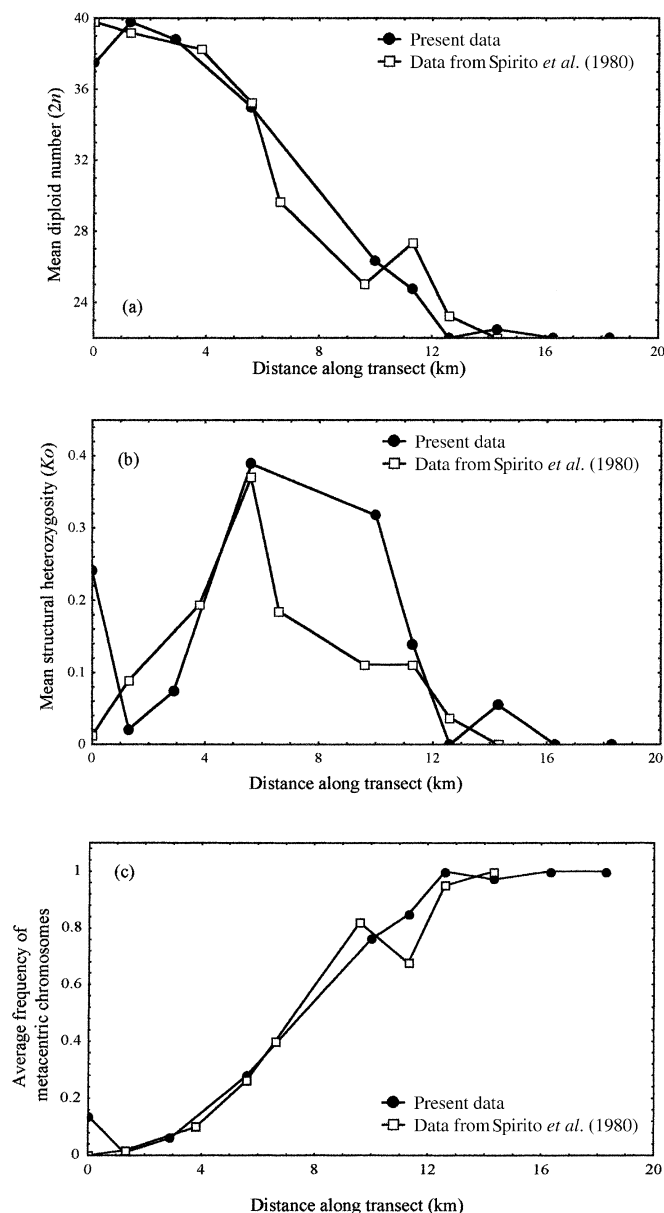 40
36
32
28
24
Mean diploid number (2n)
Present data
Data from Spirito et al. (1980)
(a)
0 4 8 12 16 20
Distance along transect (km)
(b)
0.4
0.3
0.2
0.1
0
Mean structural heterozygosity (Ko)
Present data
Data from Spirito et al. (1980)
0 4 8 12 16 20
Distance along transect (km)
(c)
1
0.8
0.6
0.4
0.2
0
Average frequency of
metacentric chromosomes
Present data
Data from Spirito et al. (1980)
0 4 8 12 16 20
Distance along transect (km)